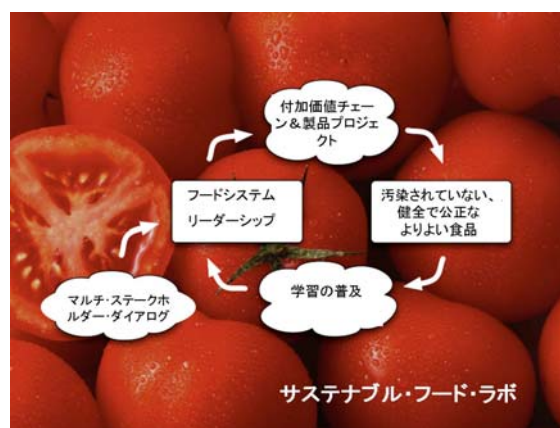 付加価値チェー
ン＆製品プロジェ
クト
フードシステム
リーダーシップ
汚染されていない、
健全で公正な
よりよい食品
マルチ・ステークホ
ルダー・ダイアログ
学習の普及
サステナブル・フード・ラボ